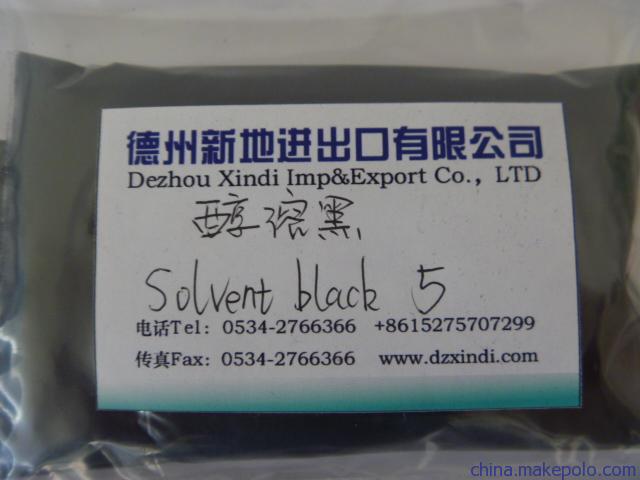 德州新地进出口有限公司
Dezhou Xindi Imp&Export Co., LTD
醇溶黑
Solvent black 5
电话Tel: 0534-2766366 +8615275707299
传真Fax: 0534-2766366 www.dzxindi.com
china.makepolo.com